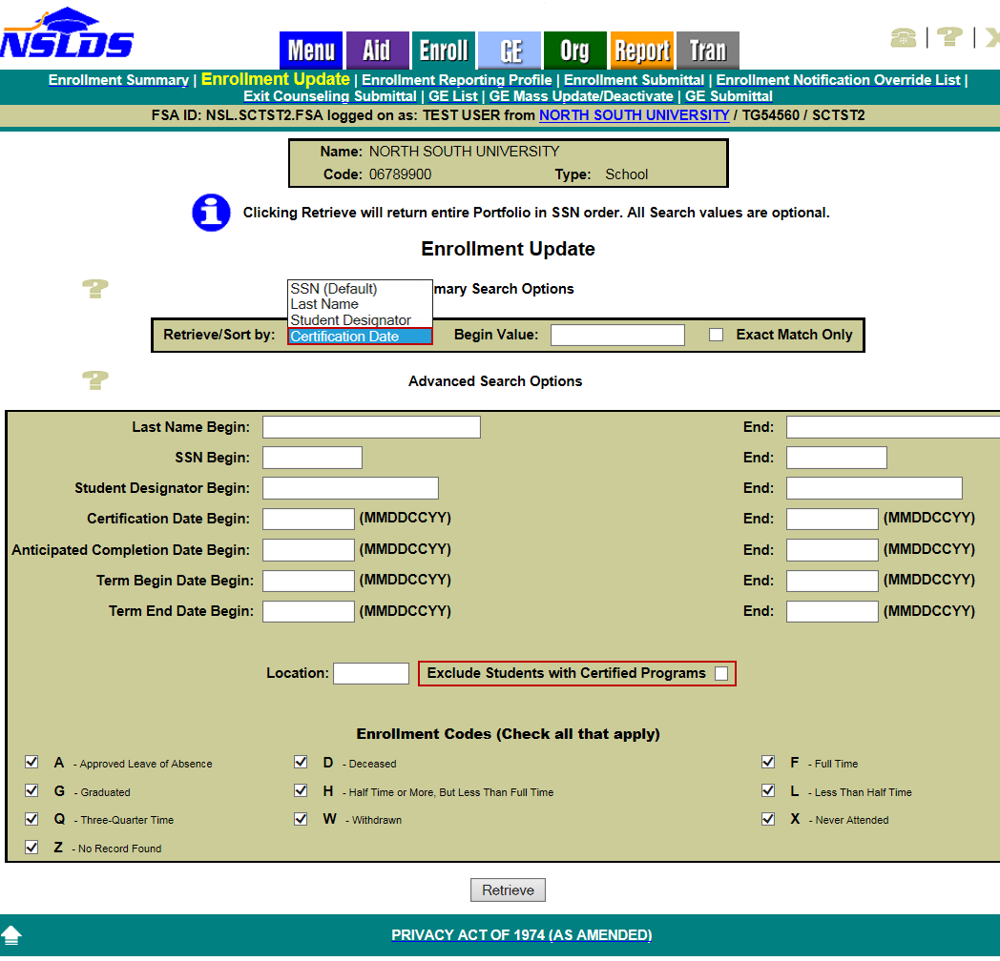 NSLDS
Menu Aid Enroll GE Org Report Tran
Enrollment Summary | Enrollment Update | Enrollment Reporting Profile | Enrollment Submittal | Enrollment Notification Override List |
Exit Counseling Submittal | GE List | GE Mass Update/Deactivate | GE Submittal
FSA ID: NSL.SCTST2.FSA logged on as: TEST USER from NORTH SOUTH UNIVERSITY / TG54560 / SCTST2
Name: NORTH SOUTH UNIVERSITY
Code: 06789900 Type: School
Clicking Retrieve will return entire Portfolio in SSN order. All Search values are optional.
Enrollment Update
mary Search Options
SSN (Default)
Last Name
Student Designator
Certification Date
Retrieve/Sort by: Begin Value: Exact Match Only
Advanced Search Options
Last Name Begin: End:
SSN Begin: End:
Student Designator Begin: End:
Certification Date Begin: (MMDDCCYY) End: (MMDDCCYY)
Anticipated Completion Date Begin: (MMDDCCYY) End: (MMDDCCYY)
Term Begin Date Begin: (MMDDCCYY) End: (MMDDCCYY)
Term End Date Begin: (MMDDCCYY) End: (MMDDCCYY)
Location: Exclude Students with Certified Programs
Enrollment Codes (Check all that apply)
A - Approved Leave of Absence D - Deceased F - Full Time
G - Graduated H - Half Time or More, But Less Than Full Time L - Less Than Half Time
Q - Three-Quarter Time W - Withdrawn X - Never Attended
Z - No Record Found
Retrieve
PRIVACY ACT OF 1974 (AS AMENDED)